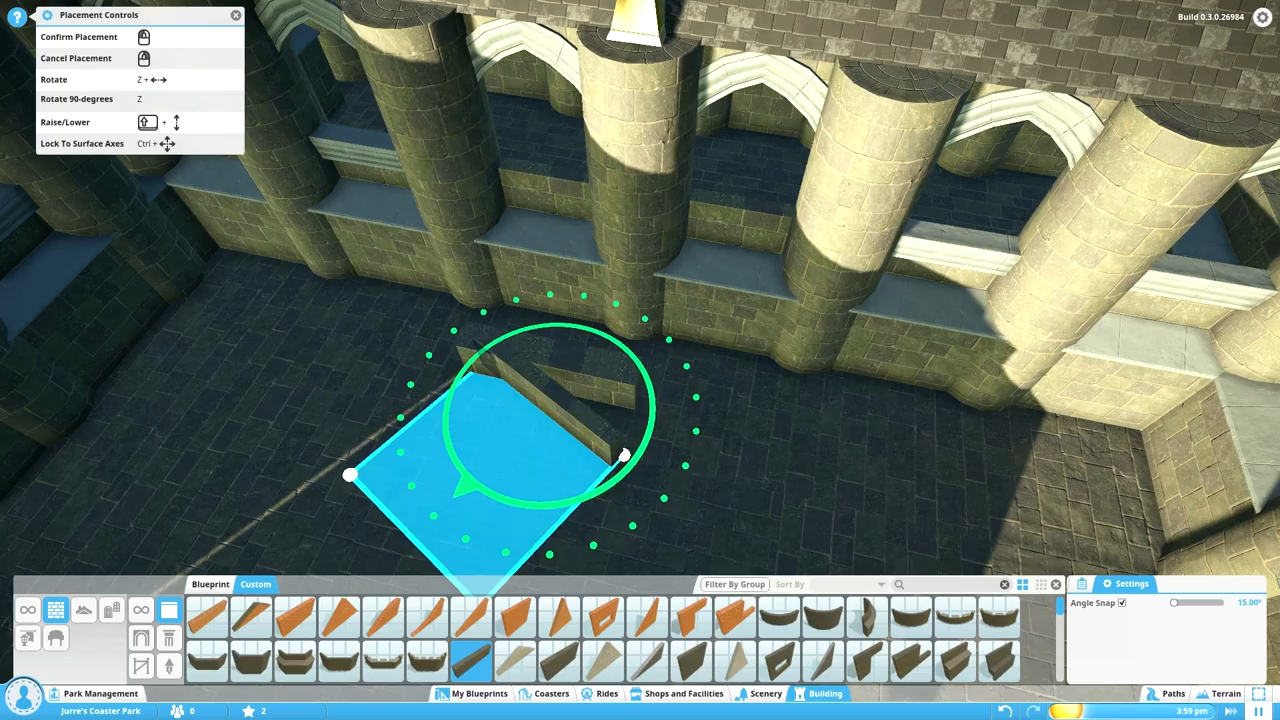 Placement Controls
Build 0.3.0.26984
Confirm Placement
Cancel Placement
Rotate Z +
Rotate 90-degrees Z
Raise/Lower +
Lock To Surface Axes Ctrl +
Blueprint Custom Filter By Group Sort By Settings
Angle Snap 15.00°
Park Management My Blueprints Coasters Rides Shops and Facilities Scenery Building Paths Terrain
Jurre's Coaster Park 0 2 3:59 pm